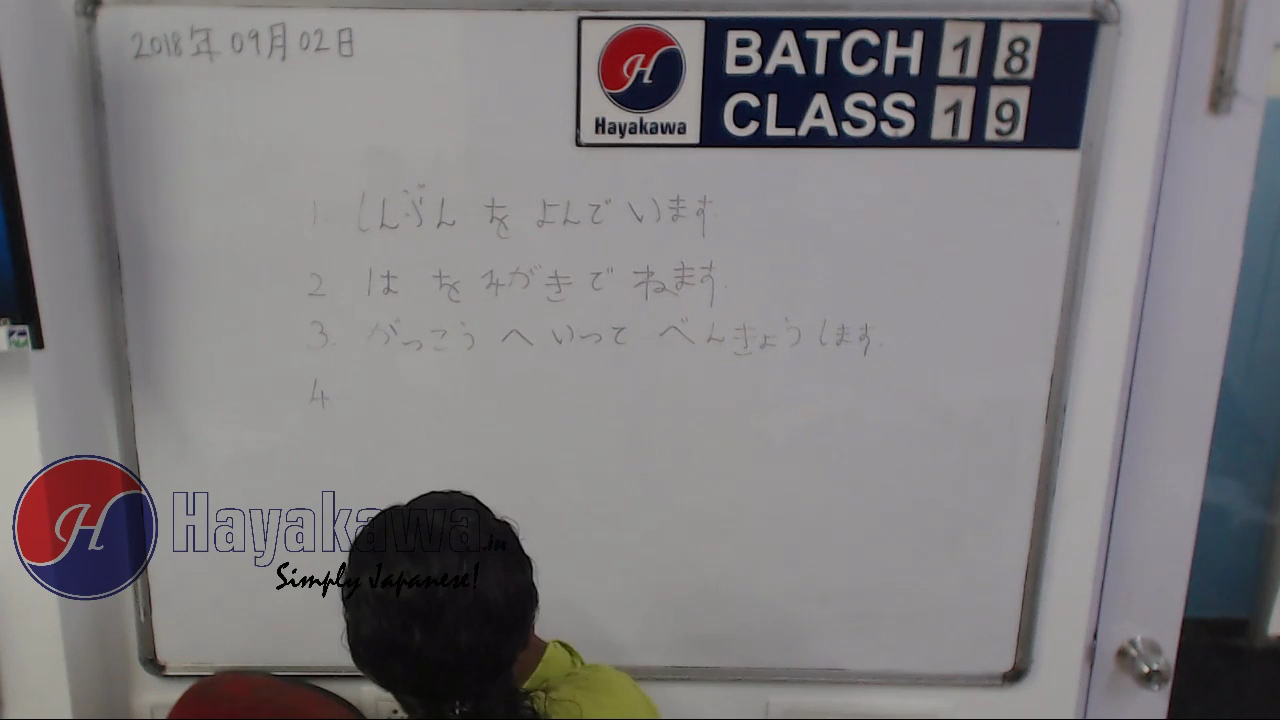 2018年09月02日
H
Hayakawa
BATCH 18
CLASS 19
1 しんぶん を よんで います.
2 は を みがきで ねます.
3. がっこう へ いって べんきょうします.
4
H Hayakawa.in
Simply Japanese!